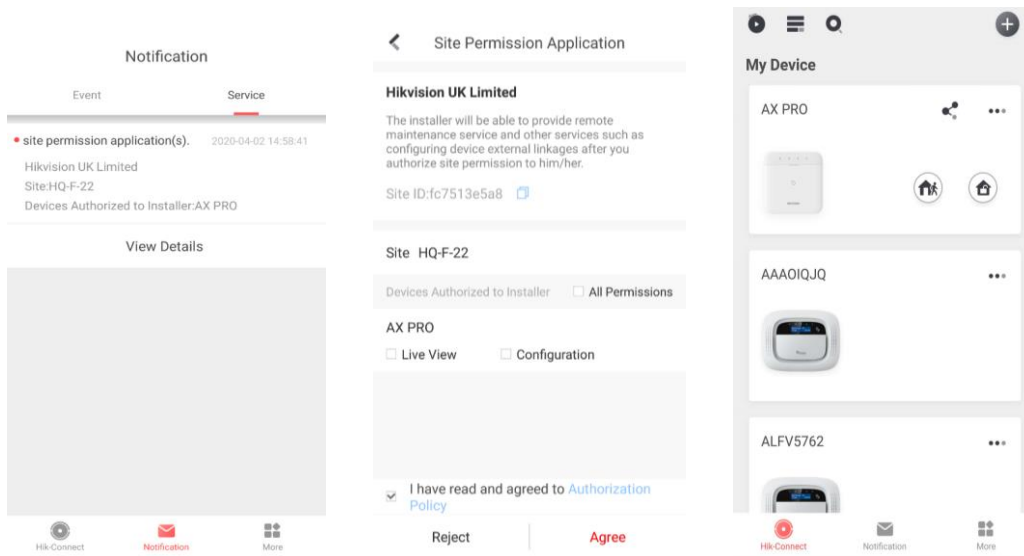 Notification
Event
Service
site permission application(s).
2020-04-02 14:58:41
Hikvision UK Limited
Site:HQ-F-22
Devices Authorized to Installer:AX PRO
View Details
Hik-Connect
Notification
More
Site Permission Application
Hikvision UK Limited
The installer will be able to provide remote
maintenance service and other services such as
configuring device external linkages after you
authorize site permission to him/her.
Site ID:fc7513e5a8
Site HQ-F-22
Devices Authorized to Installer
All Permissions
AX PRO
Live View
Configuration
I have read and agreed to Authorization
Policy
Reject
Agree
My Device
AX PRO
AAAOIQJQ
ALFV5762
Hik-Connect
Notification
More